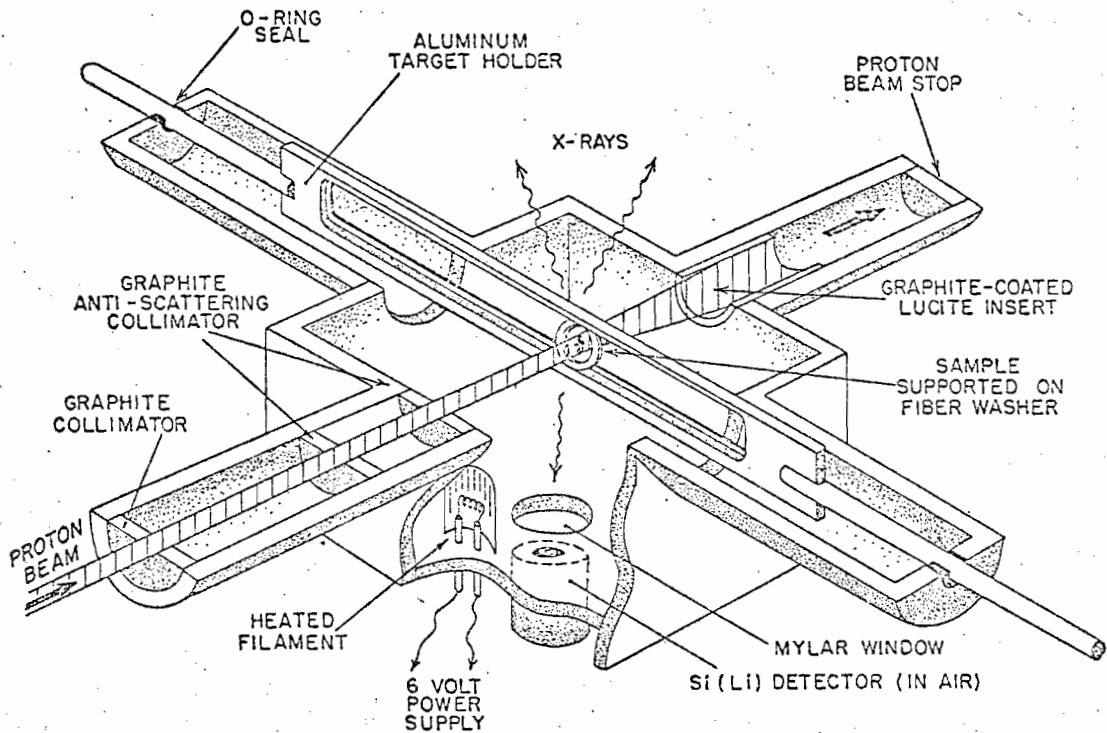 O-RING
SEAL
ALUMINUM
TARGET HOLDER
PROTON
BEAM STOP
X-RAYS
GRAPHITE
ANTI-SCATTERING
COLLIMATOR
GRAPHITE-COATED
LUCITE INSERT
GRAPHITE
COLLIMATOR
SAMPLE
SUPPORTED ON
FIBER WASHER
PROTON
BEAM
HEATED
FILAMENT
MYLAR WINDOW
Si(Li) DETECTOR (IN AIR)
6 VOLT
POWER
SUPPLY